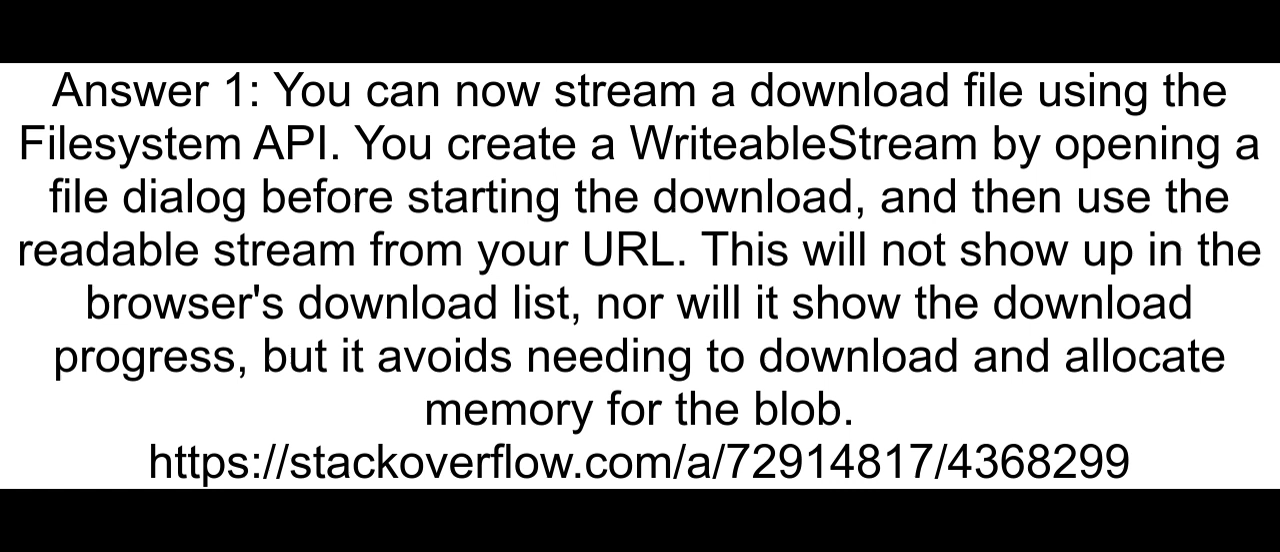 Answer 1: You can now stream a download file using the
Filesystem API. You create a WriteableStream by opening a
file dialog before starting the download, and then use the
readable stream from your URL. This will not show up in the
browser's download list, nor will it show the download
progress, but it avoids needing to download and allocate
memory for the blob.
https://stackoverflow.com/a/72914817/4368299